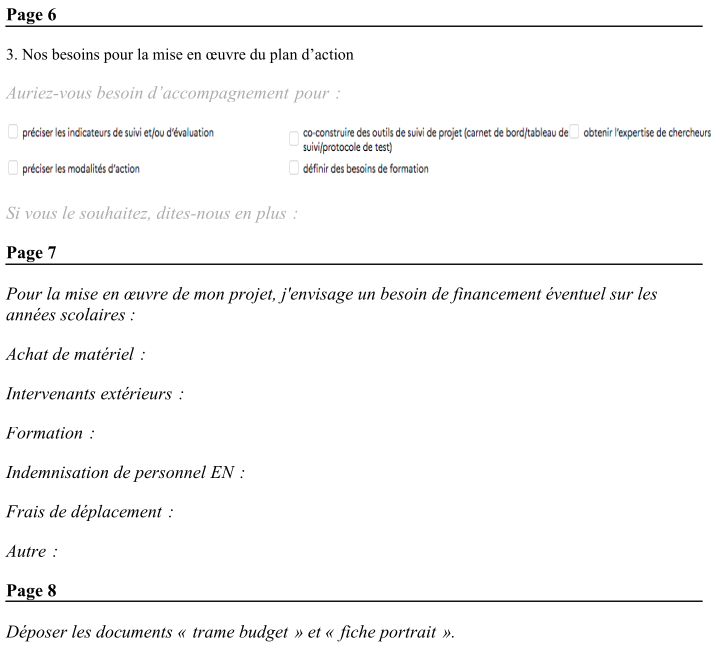 Page 6
3. Nos besoins pour la mise en œuvre du plan d’action
Auriez-vous besoin d’accompagnement pour :
préciser les indicateurs de suivi et/ou d’évaluation
co-construire des outils de suivi de projet (carnet de bord/tableau de suivi/protocole de test)
obtenir l’expertise de chercheurs
préciser les modalités d’action
définir des besoins de formation
Si vous le souhaitez, dites-nous en plus :
Page 7
Pour la mise en œuvre de mon projet, j'envisage un besoin de financement éventuel sur les
années scolaires :
Achat de matériel :
Intervenants extérieurs :
Formation :
Indemnisation de personnel EN :
Frais de déplacement :
Autre :
Page 8
Déposer les documents « trame budget » et « fiche portrait ».